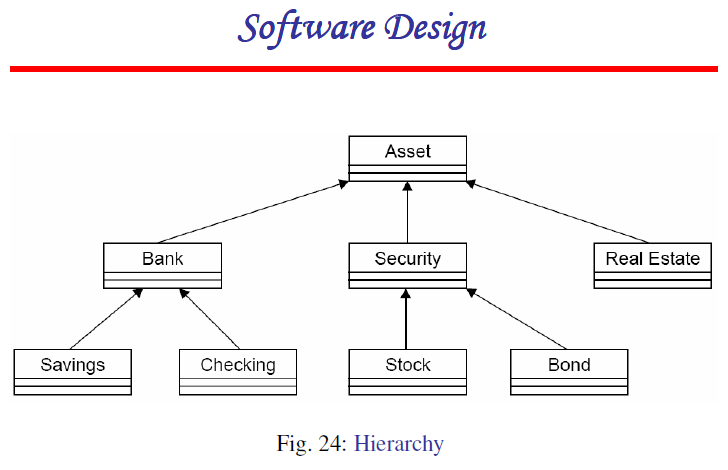 Software Design
Asset
Bank
Security
Real Estate
Savings
Checking
Stock
Bond
Fig. 24: Hierarchy